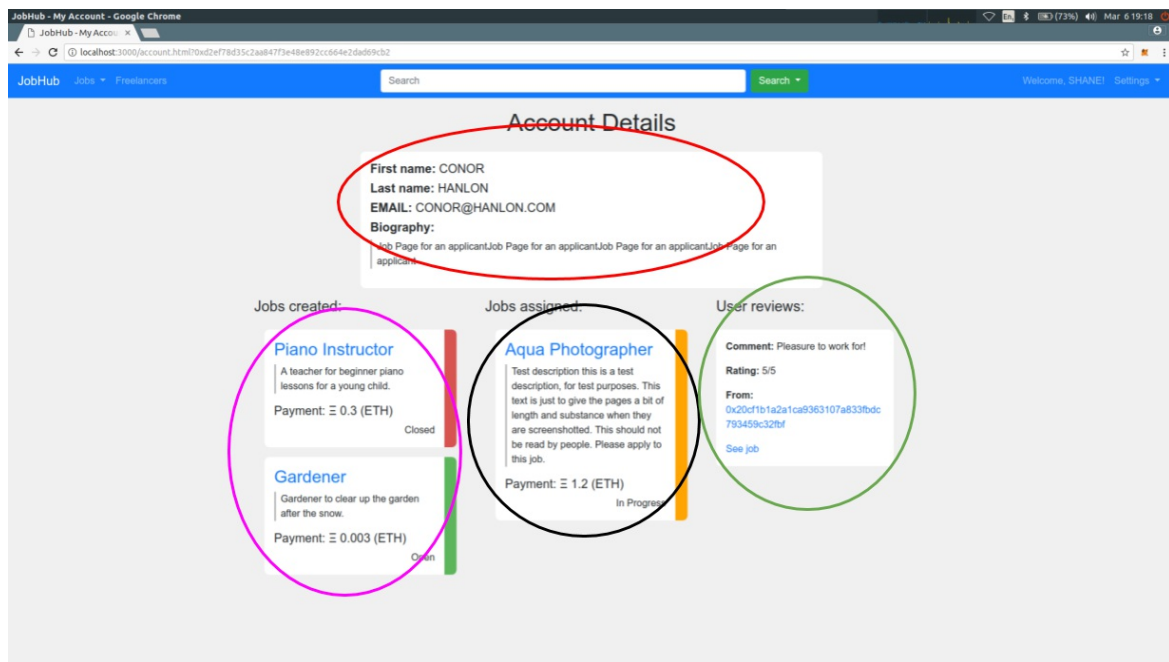 JobHub - My Account - Google Chrome
En
(73%)
Mar 6 19:18
JobHub - My Accou
localhost:3000/account.html?0xd2ef78d35c2aa847f3e48e892cc664e2dad69cb2
JobHub Jobs Freelancers
Search
Search
Welcome, SHANE! Settings
Account Details
First name: CONOR
Last name: HANLON
EMAIL: CONOR@HANLON.COM
Biography:
Job Page for an applicantJob Page for an applicantJob Page for an applicantJob Page for an
applicant
Jobs created:
Piano Instructor
A teacher for beginner piano
lessons for a young child.
Payment: Ξ 0.3 (ETH)
Closed
Gardener
Gardener to clear up the garden
after the snow.
Payment: Ξ 0.003 (ETH)
Open
Jobs assigned:
Aqua Photographer
Test description this is a test
description, for test purposes. This
text is just to give the pages a bit of
length and substance when they
are screenshotted. This should not
be read by people. Please apply to
this job.
Payment: Ξ 1.2 (ETH)
In Progress
User reviews:
Comment: Pleasure to work for!
Rating: 5/5
From:
0x20cf1b1a2a1ca9363107a833fbdc
793459c32fbf
See job